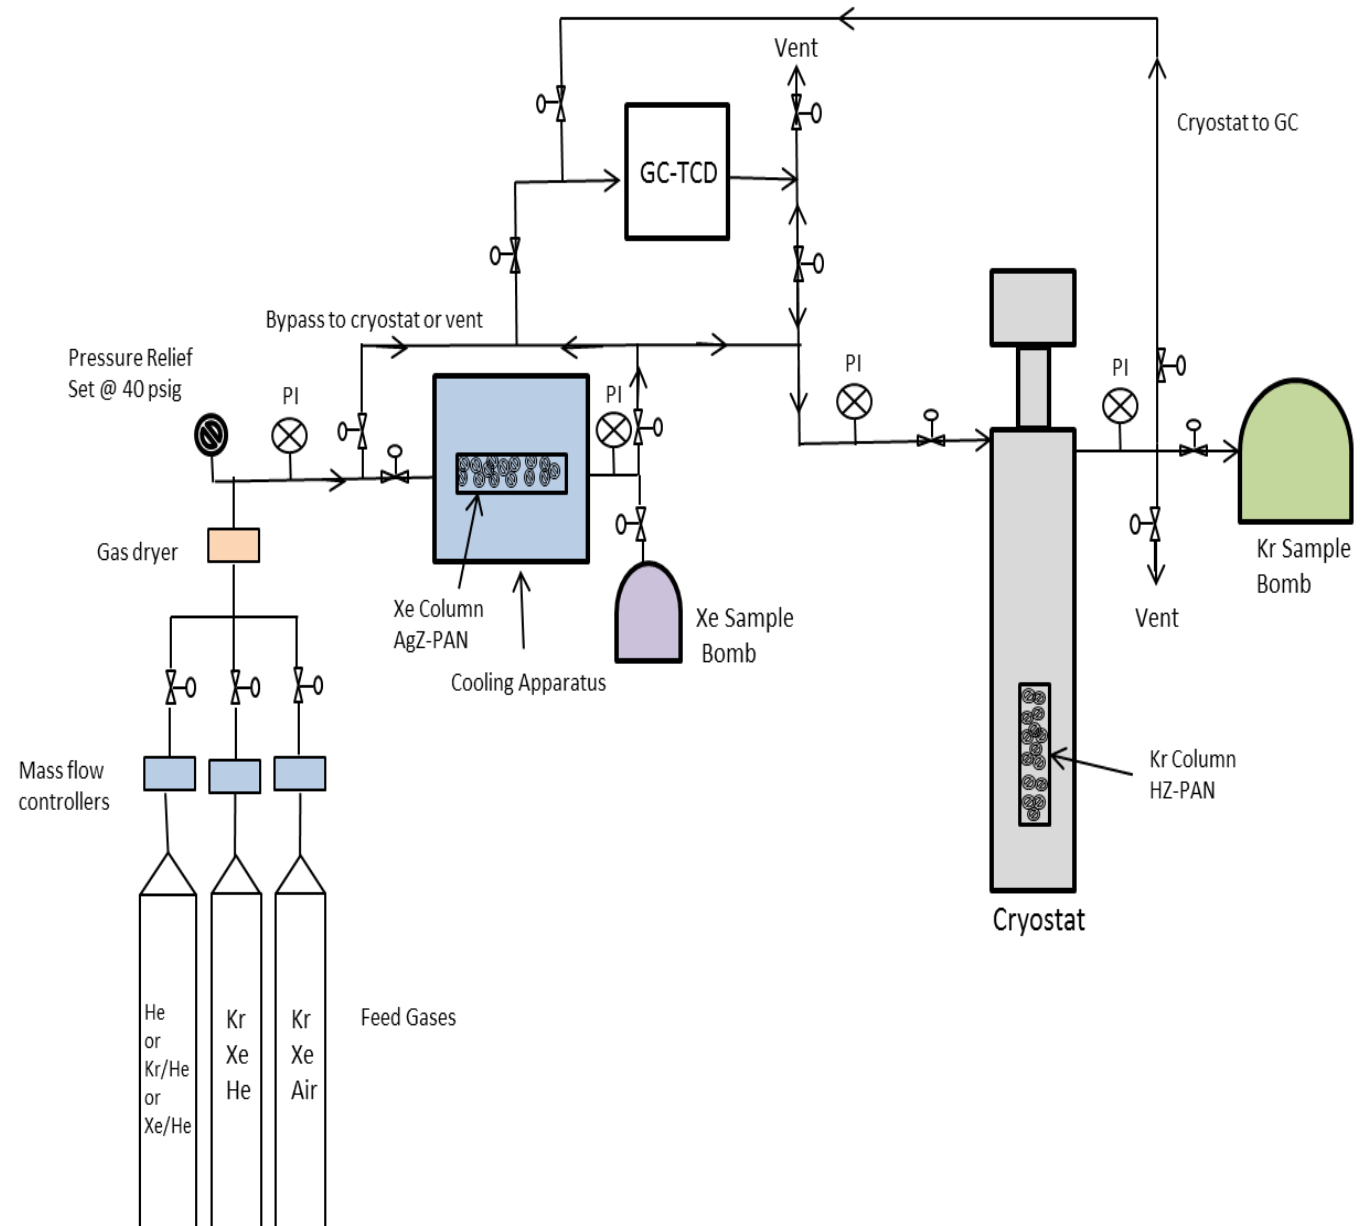 Vent
Cryostat to GC
GC-TCD
Bypass to cryostat or vent
Pressure Relief
Set @ 40 psig
PI
PI
PI
PI
Gas dryer
Xe Column
AgZ-PAN
Cooling Apparatus
Xe Sample
Bomb
Kr Sample
Bomb
Vent
Mass flow
controllers
Kr Column
HZ-PAN
Cryostat
He
or
Kr/He
or
Xe/He
Kr
Xe
He
Kr
Xe
Air
Feed Gases